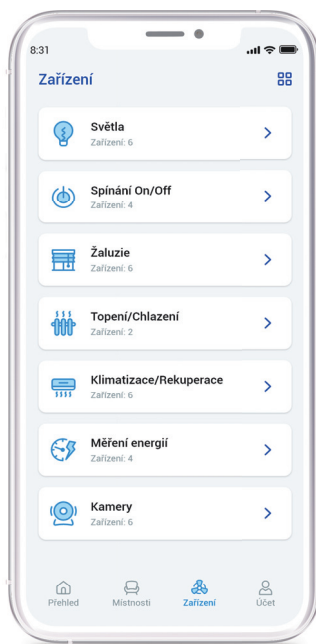 8:31
Zařízení
Světla
Zařízení: 6
Spínání On/Off
Zařízení: 4
Žaluzie
Zařízení: 6
Topení/Chlazení
Zařízení: 2
Klimatizace/Rekuperace
Zařízení: 6
Měření energií
Zařízení: 4
Kamery
Zařízení: 6
Přehled Místnosti Zařízení Účet